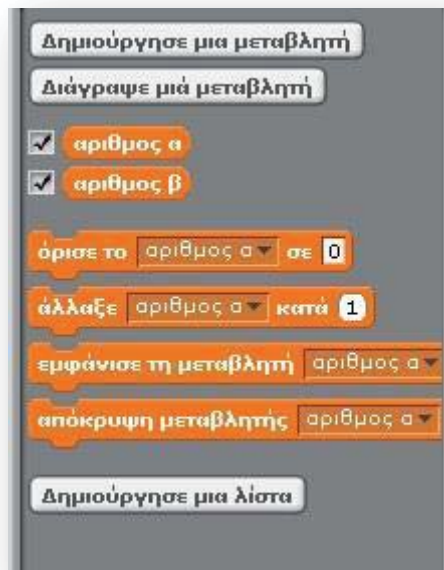 Δημιούργησε μια μεταβλητή
Διάγραψε μιά μεταβλητή
αριθμος α
αριθμος β
όρισε το αριθμος α σε 0
άλλαξε αριθμος α κατά 1
εμφάνισε τη μεταβλητή αριθμος α
απόκρυψη μεταβλητής αριθμος α
Δημιούργησε μια λίστα